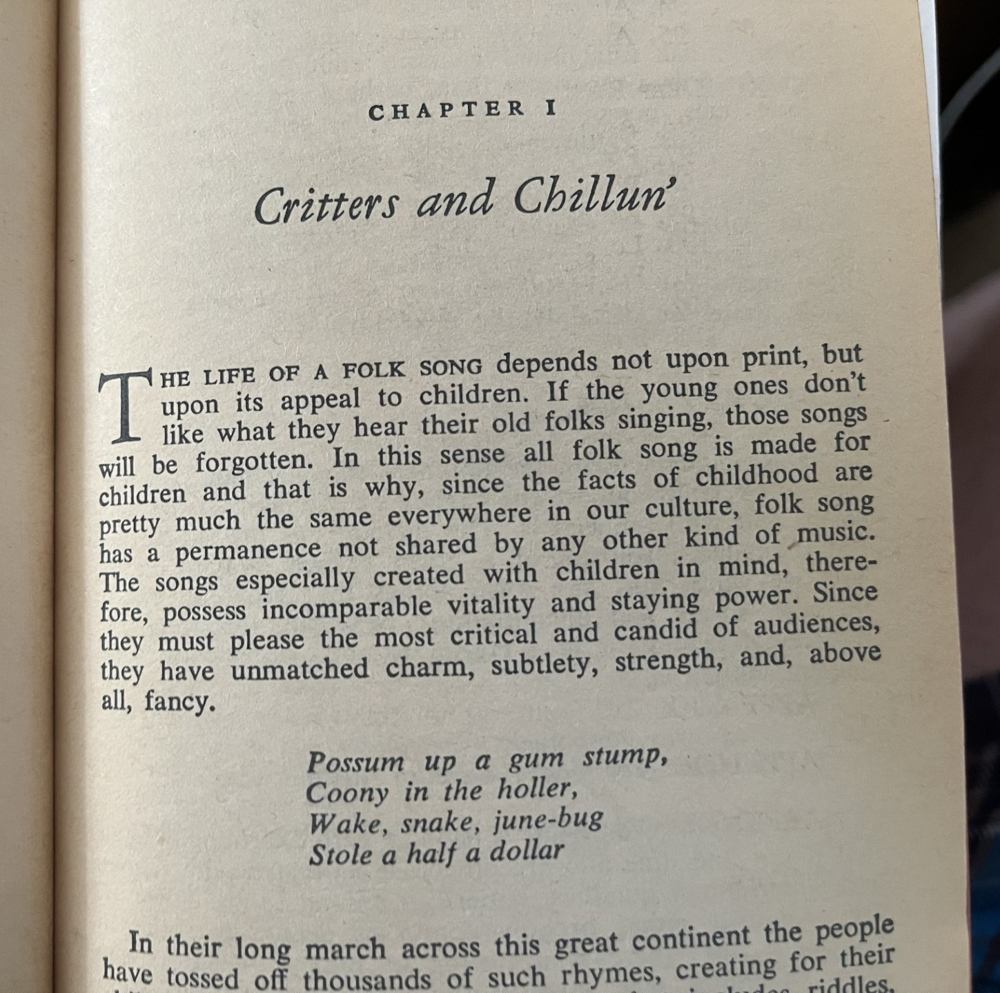 CHAPTER I
Critters and Chillun’
THE LIFE OF A FOLK SONG depends not upon print, but
upon its appeal to children. If the young ones don’t
like what they hear their old folks singing, those songs
will be forgotten. In this sense all folk song is made for
children and that is why, since the facts of childhood are
pretty much the same everywhere in our culture, folk song
has a permanence not shared by any other kind of music.
The songs especially created with children in mind, there-
fore, possess incomparable vitality and staying power. Since
they must please the most critical and candid of audiences,
they have unmatched charm, subtlety, strength, and, above
all, fancy.
Possum up a gum stump,
Coony in the holler,
Wake, snake, june-bug
Stole a half a dollar
In their long march across this great continent the people
have tossed off thousands of such rhymes, creating for their
riddles,